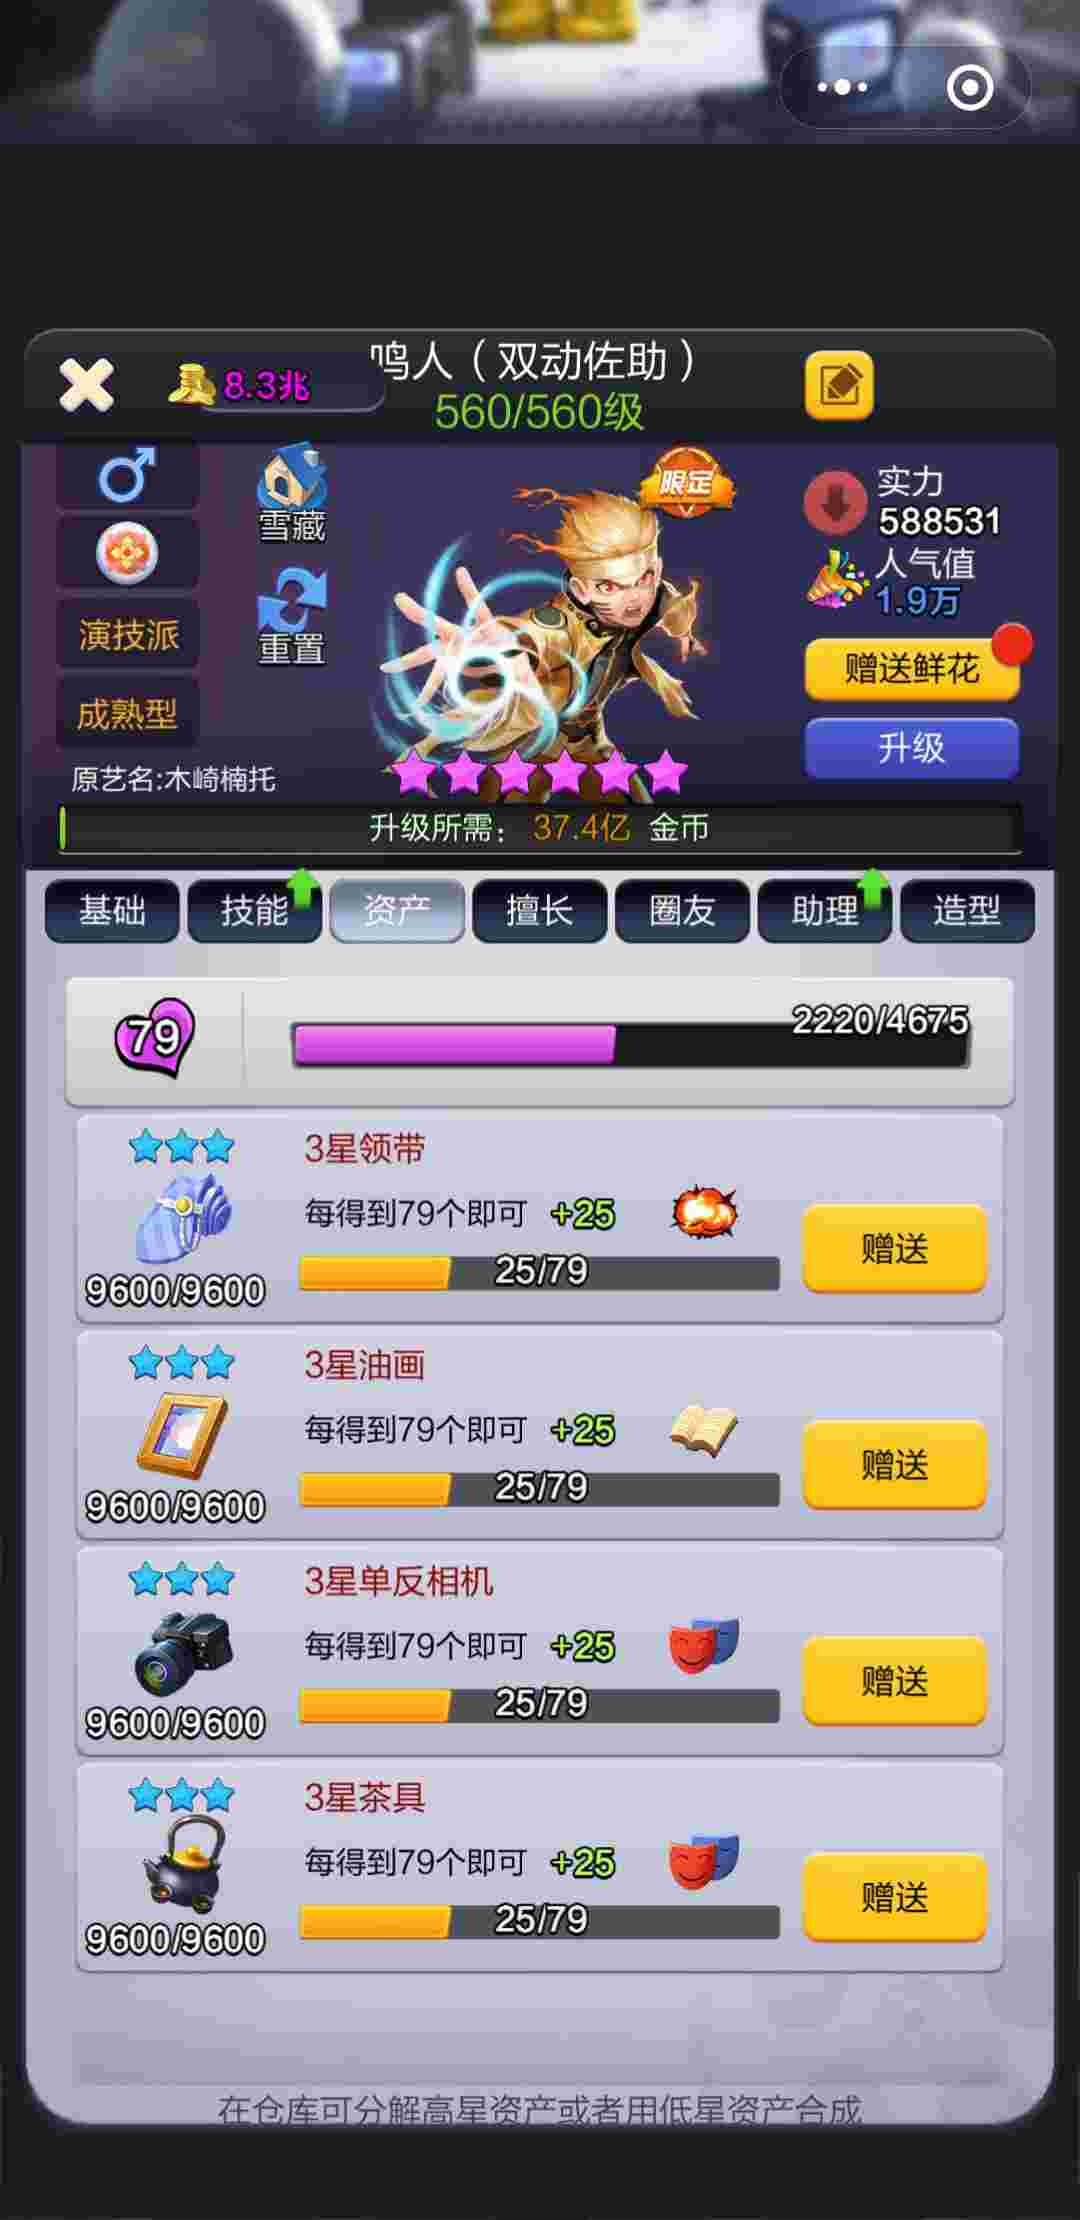 鸣人（双动佐助）
8.3兆
560/560级
限定
雪藏
重置
演技派
成熟型
原艺名:木崎楠托
实力
588531
人气值
1.9万
赠送鲜花
升级
升级所需： 37.4亿 金币
基础 技能 资产 擅长 圈友 助理 造型
79
2220/4675
3星领带
每得到79个即可 +25
25/79
9600/9600
赠送
3星油画
每得到79个即可 +25
25/79
9600/9600
赠送
3星单反相机
每得到79个即可 +25
25/79
9600/9600
赠送
3星茶具
每得到79个即可 +25
25/79
9600/9600
赠送
在仓库可分解高星资产或者用低星资产合成